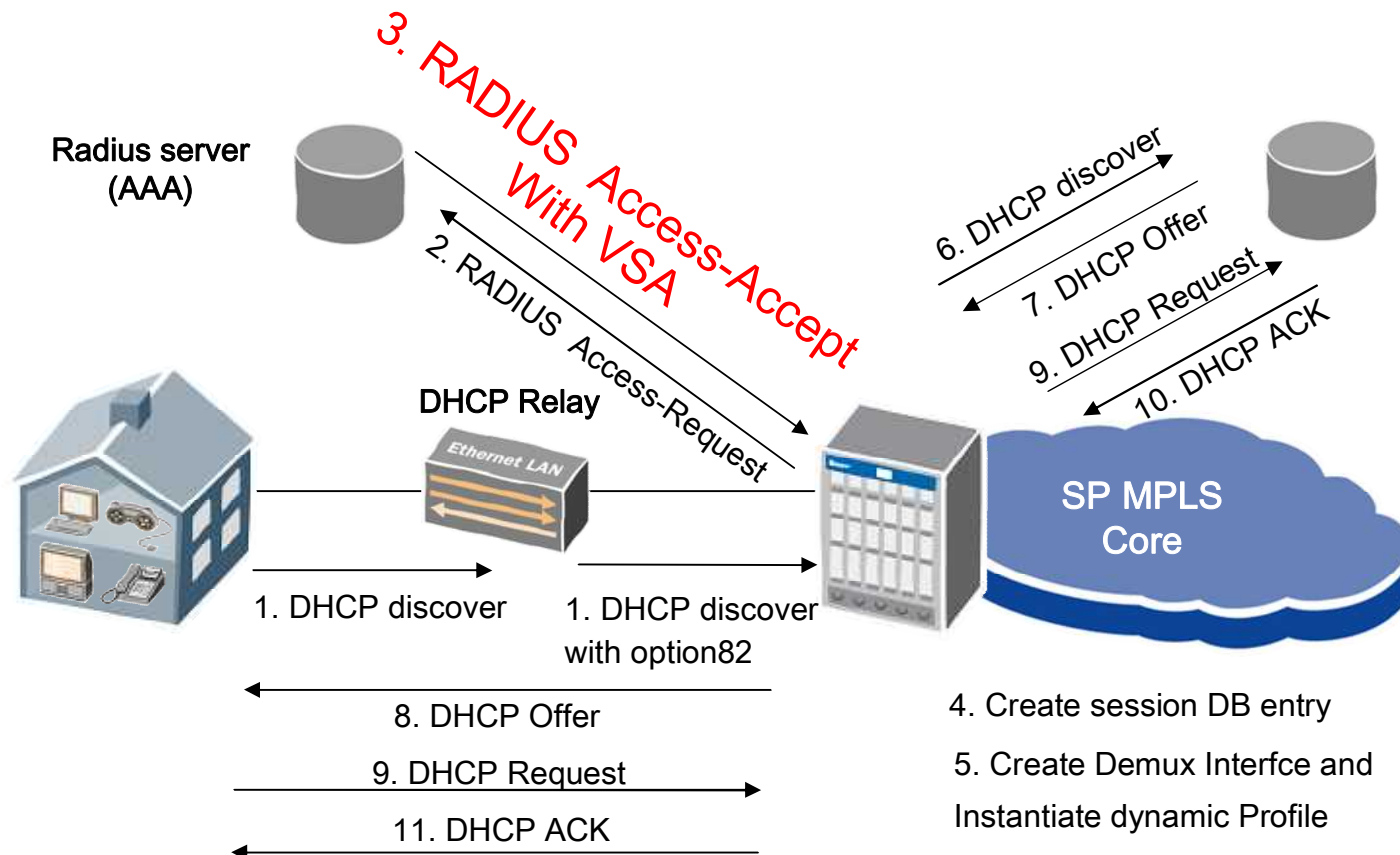 3. RADIUS Access-Accept
With VSA
Radius server
(AAA)
2. RADIUS Access-Request
6. DHCP discover
7. DHCP Offer
9. DHCP Request
10. DHCP ACK
DHCP Relay
Ethernet LAN
SP MPLS
Core
1. DHCP discover
1. DHCP discover
with option82
8. DHCP Offer
9. DHCP Request
11. DHCP ACK
4. Create session DB entry
5. Create Demux Interfce and
Instantiate dynamic Profile